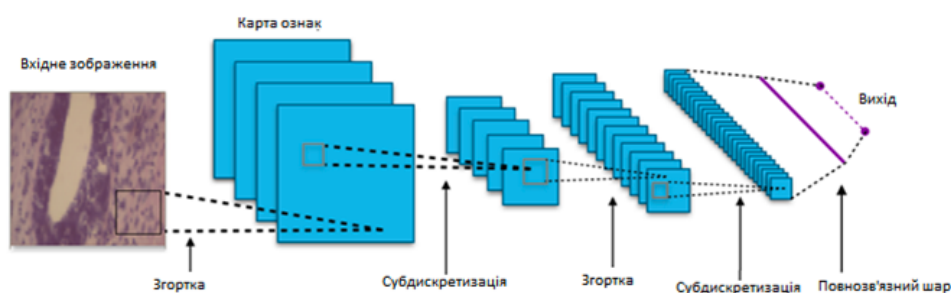 Карта ознак
Вхідне зображення
Вихід
Згортка
Субдискретизація
Згортка
Субдискретизація
Повнозв'язний шар